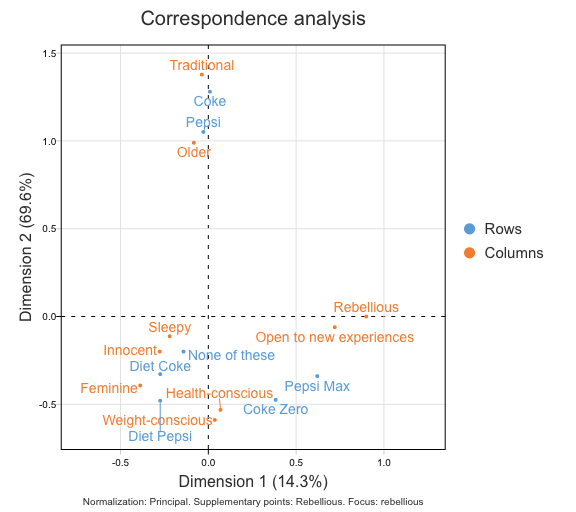 Correspondence analysis
1.5
1.0
0.5
0.0
-0.5
Dimension 2 (69.6%)
Traditional
Coke
Pepsi
Older
Rebellious
Open to new experiences
Sleepy
Innocent
None of these
Diet Coke
Feminine
Health-conscious
Pepsi Max
Coke Zero
Weight-conscious
Diet Pepsi
Rows
Columns
-0.5
0.0
0.5
1.0
Dimension 1 (14.3%)
Normalization: Principal. Supplementary points: Rebellious. Focus: rebellious